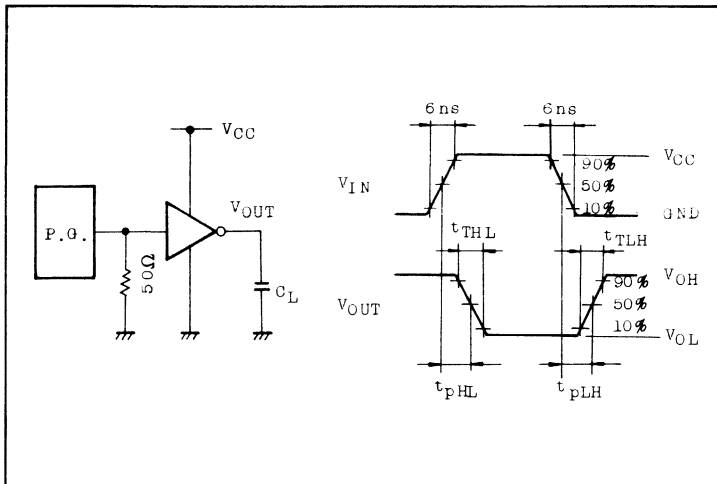 P.G.
50Ω
VCC
VOUT
CL
6ns
6ns
VIN
VCC
90%
50%
10%
GND
tTHL
tTLH
VOUT
VOH
90%
50%
10%
VOL
tpHL
tpLH